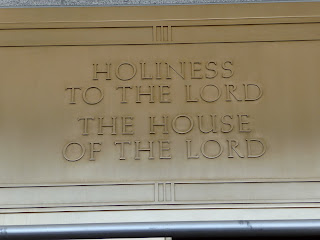 HOLINESS
TO THE LORD
THE HOUSE
OF THE LORD